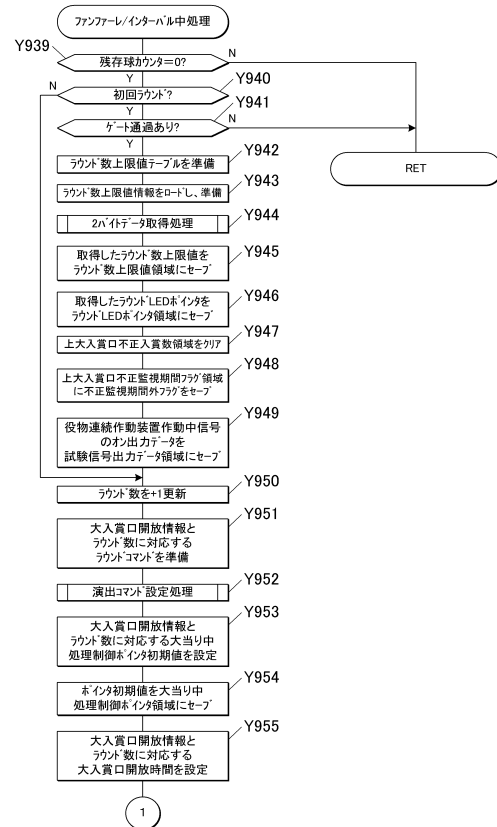 ファンファーレ/インターバル中処理
Y939
残存球カウンタ=0?
N
Y
N
初回ラウンド?
Y940
Y
Y941
ゲート通過あり?
N
Y
RET
ラウンド数上限値テーブルを準備
Y942
ラウンド数上限値情報をロードし、準備
Y943
2バイトデータ取得処理
Y944
取得したラウンド数上限値を
ラウンド数上限値領域にセーブ
Y945
取得したラウンドLEDポインタを
ラウンドLEDポインタ領域にセーブ
Y946
上大入賞口不正入賞数領域をクリア
Y947
上大入賞口不正監視期間フラグ領域
に不正監視期間外フラグをセーブ
Y948
役物連続作動装置作動中信号
のオン出力データを
試験信号出力データ領域にセーブ
Y949
ラウンド数を+1更新
Y950
大入賞口開放情報と
ラウンド数に対応する
ラウンドコマンドを準備
Y951
演出コマンド設定処理
Y952
大入賞口開放情報と
ラウンド数に対応する大当り中
処理制御ポインタ初期値を設定
Y953
ポインタ初期値を大当り中
処理制御ポインタ領域にセーブ
Y954
大入賞口開放情報と
ラウンド数に対応する
大入賞口開放時間を設定
Y955
1